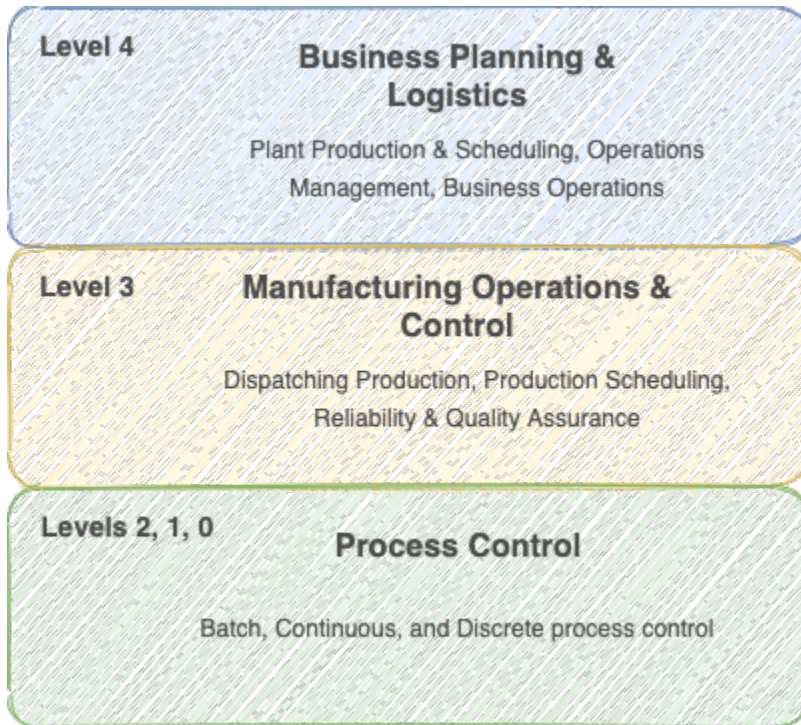 Level 4
Business Planning &
Logistics
Plant Production & Scheduling, Operations
Management, Business Operations
Level 3
Manufacturing Operations &
Control
Dispatching Production, Production Scheduling,
Reliability & Quality Assurance
Levels 2, 1, 0
Process Control
Batch, Continuous, and Discrete process control